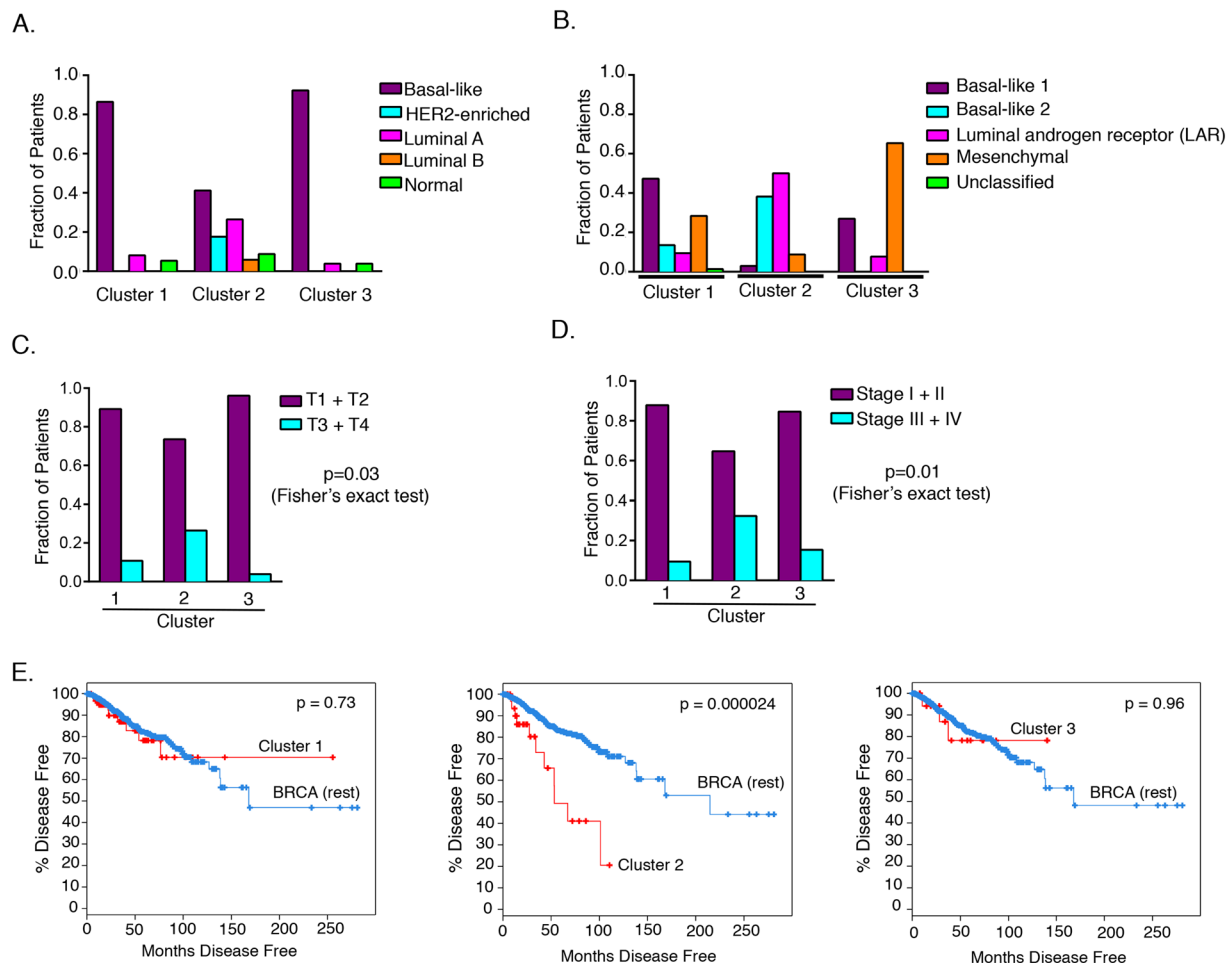 A.
Fraction of Patients
1.0
0.8
0.6
0.4
0.2
0.0
Cluster 1
Cluster 2
Cluster 3
Basal-like
HER2-enriched
Luminal A
Luminal B
Normal
B.
Fraction of Patients
1.0
0.8
0.6
0.4
0.2
0.0
Cluster 1
Cluster 2
Cluster 3
Basal-like 1
Basal-like 2
Luminal androgen receptor (LAR)
Mesenchymal
Unclassified
C.
Fraction of Patients
1.0
0.8
0.6
0.4
0.2
0.0
1 2 3
Cluster
T1 + T2
T3 + T4
p=0.03
(Fisher's exact test)
D.
Fraction of Patients
1.0
0.8
0.6
0.4
0.2
0.0
1 2 3
Cluster
Stage I + II
Stage III + IV
p=0.01
(Fisher's exact test)
E.
% Disease Free
100
90
80
70
60
50
40
30
20
10
0
0 50 100 150 200 250
Months Disease Free
p = 0.73
Cluster 1
BRCA (rest)
% Disease Free
100
90
80
70
60
50
40
30
20
10
0
0 50 100 150 200 250
Months Disease Free
p = 0.000024
BRCA (rest)
Cluster 2
% Disease Free
100
90
80
70
60
50
40
30
20
10
0
0 50 100 150 200 250
Months Disease Free
p = 0.96
Cluster 3
BRCA (rest)